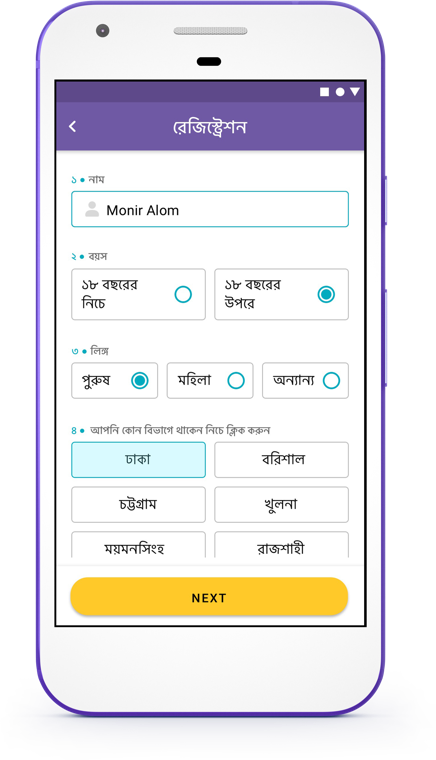 রেজিস্ট্রেশন
১ • নাম
Monir Alom
২ • বয়স
১৮ বছরের
নিচে
১৮ বছরের
উপরে
৩ • লিঙ্গ
পুরুষ
মহিলা
অন্যান্য
৪ • আপনি কোন বিভাগে থাকেন নিচে ক্লিক করুন
ঢাকা
বরিশাল
চট্টগ্রাম
খুলনা
ময়মনসিংহ
রাজশাহী
NEXT